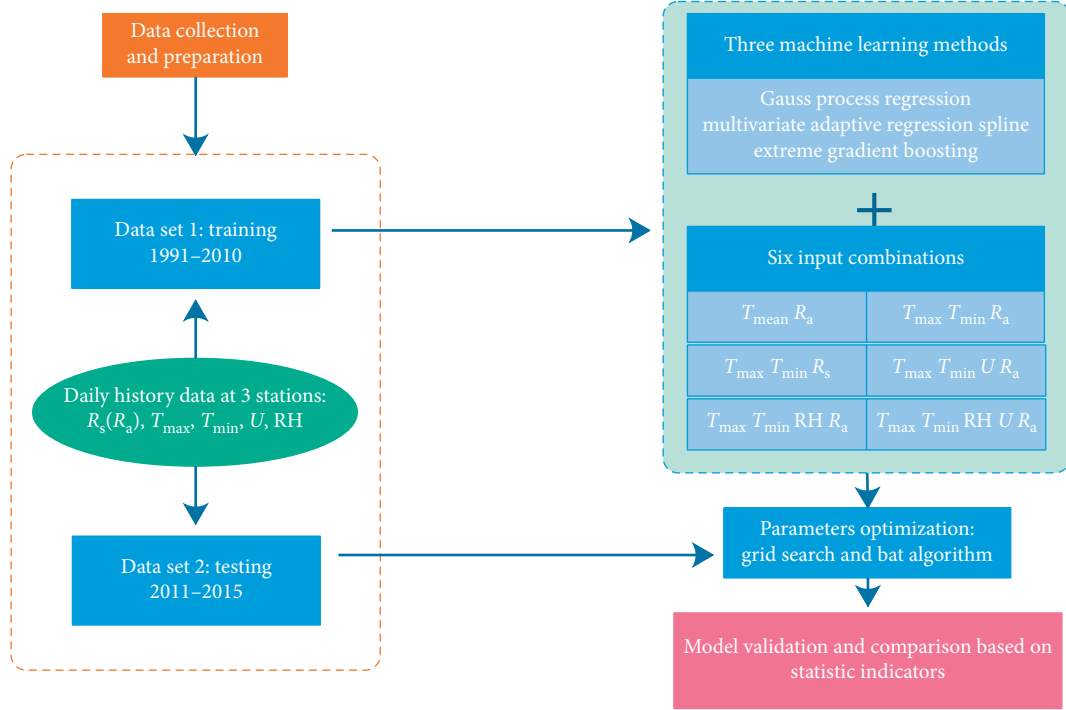 Data collection
and preparation
Data set 1: training
1991–2010
Daily history data at 3 stations:
Rs(Ra), Tmax, Tmin, U, RH
Data set 2: testing
2011–2015
Three machine learning methods
Gauss process regression
multivariate adaptive regression spline
extreme gradient boosting
+
Six input combinations
Tmean Ra
Tmax Tmin Ra
Tmax Tmin Rs
Tmax Tmin U Ra
Tmax Tmin RH Ra
Tmax Tmin RH U Ra
Parameters optimization:
grid search and bat algorithm
Model validation and comparison based on
statistic indicators